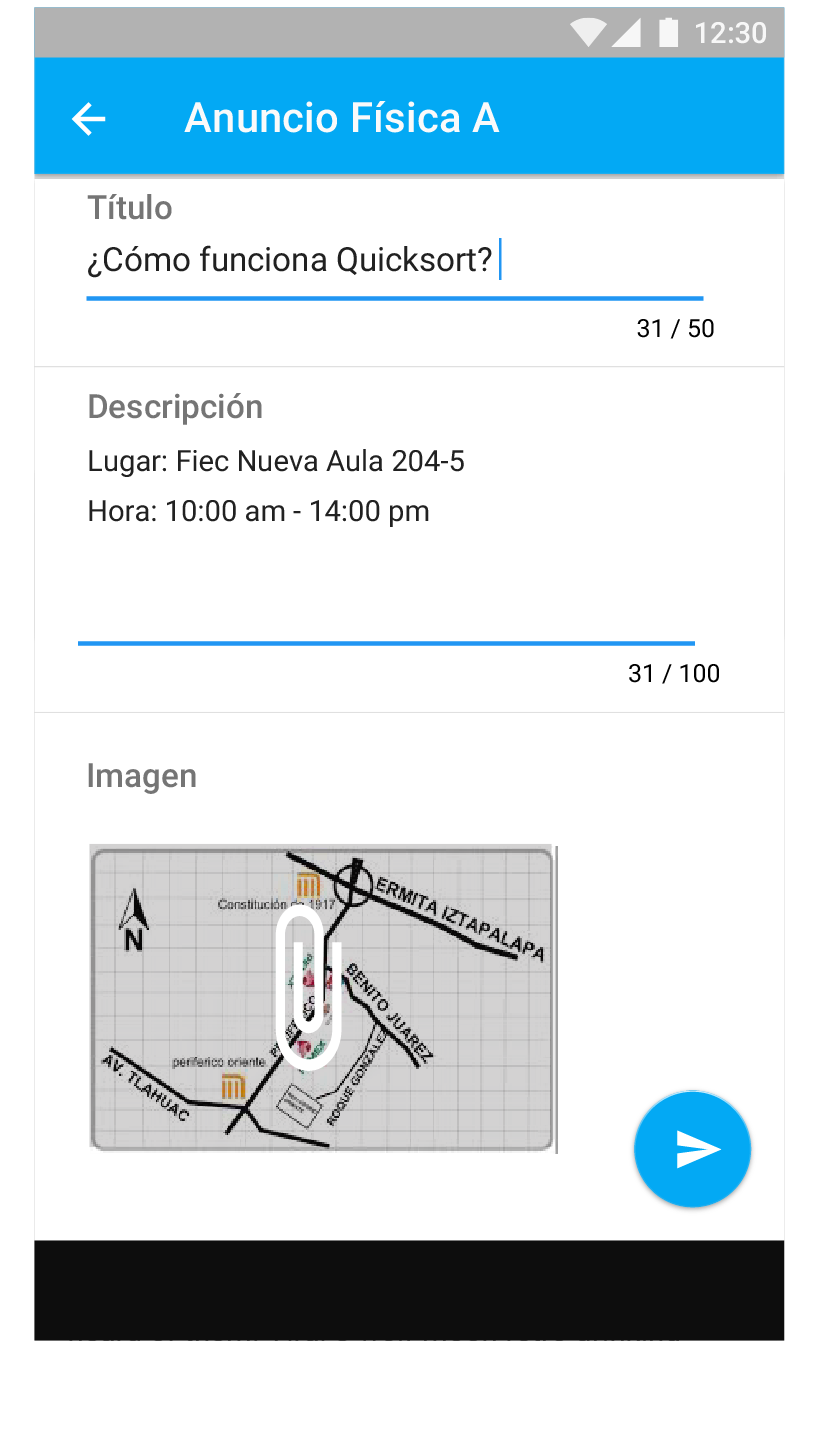 12:30
Anuncio Física A
Título
¿Cómo funciona Quicksort?
31 / 50
Descripción
Lugar: Fiec Nueva Aula 204-5
Hora: 10:00 am - 14:00 pm
31 / 100
Imagen
ERMITA IZTAPALAPA
Constitución de 1917
N
BENITO JUAREZ
periferico oriente
AV. TLAHUAC
ROQUE GONZALEZ